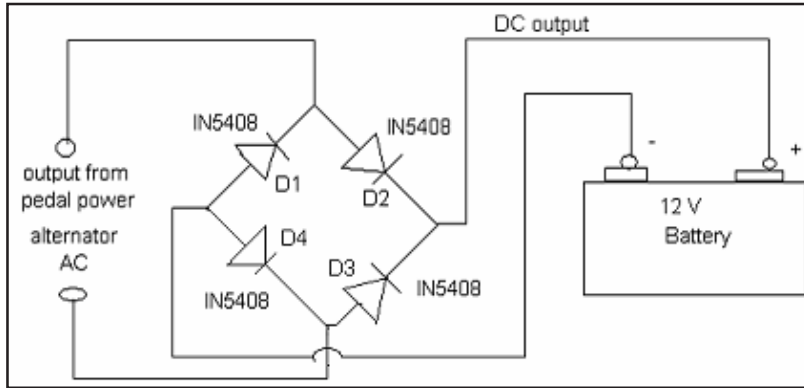 DC output
IN5408
IN5408
D1
D2
output from
pedal power
alternator
AC
D4
D3
IN5408
IN5408
-
+
12 V
Battery